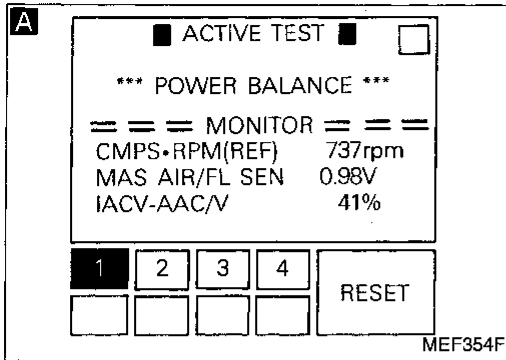 A
■ ACTIVE TEST ■
*** POWER BALANCE ***
= = = MONITOR = = =
CMPS•RPM(REF) 737rpm
MAS AIR/FL SEN 0.98V
IACV-AAC/V 41%
1 2 3 4
RESET
MEF354F